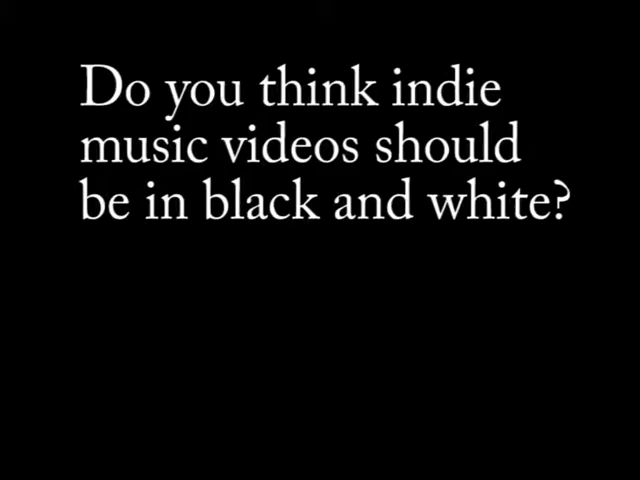 Do you think indie
music videos should
be in black and white?